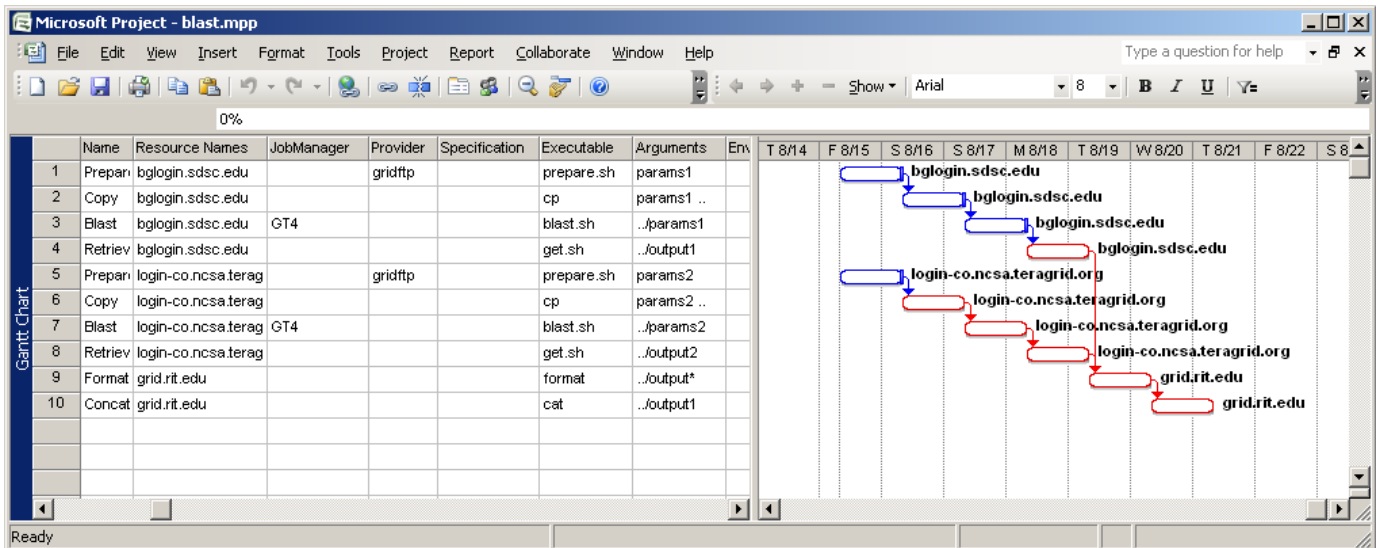 Microsoft Project - blast.mpp
File Edit View Insert Format Tools Project Report Collaborate Window Help Type a question for help
Show Arial 8 B I U
0%
Name Resource Names JobManager Provider Specification Executable Arguments Env T 8/14 F 8/15 S 8/16 S 8/17 M 8/18 T 8/19 W 8/20 T 8/21 F 8/22 S 8
1 Prepar bglogin.sdsc.edu gridftp prepare.sh params1 bglogin.sdsc.edu
2 Copy bglogin.sdsc.edu cp params1 .. bglogin.sdsc.edu
3 Blast bglogin.sdsc.edu GT4 blast.sh ../params1 bglogin.sdsc.edu
4 Retriev bglogin.sdsc.edu get.sh ../output1 bglogin.sdsc.edu
5 Prepar login-co.ncsa.terag gridftp prepare.sh params2 login-co.ncsa.teragrid.org
6 Copy login-co.ncsa.terag cp params2 .. login-co.ncsa.teragrid.org
7 Blast login-co.ncsa.terag GT4 blast.sh ../params2 login-co.ncsa.teragrid.org
8 Retriev login-co.ncsa.terag get.sh ../output2 login-co.ncsa.teragrid.org
9 Format grid.rit.edu format ../output* grid.rit.edu
10 Concat grid.rit.edu cat ../output1 grid.rit.edu
Gantt Chart
Ready